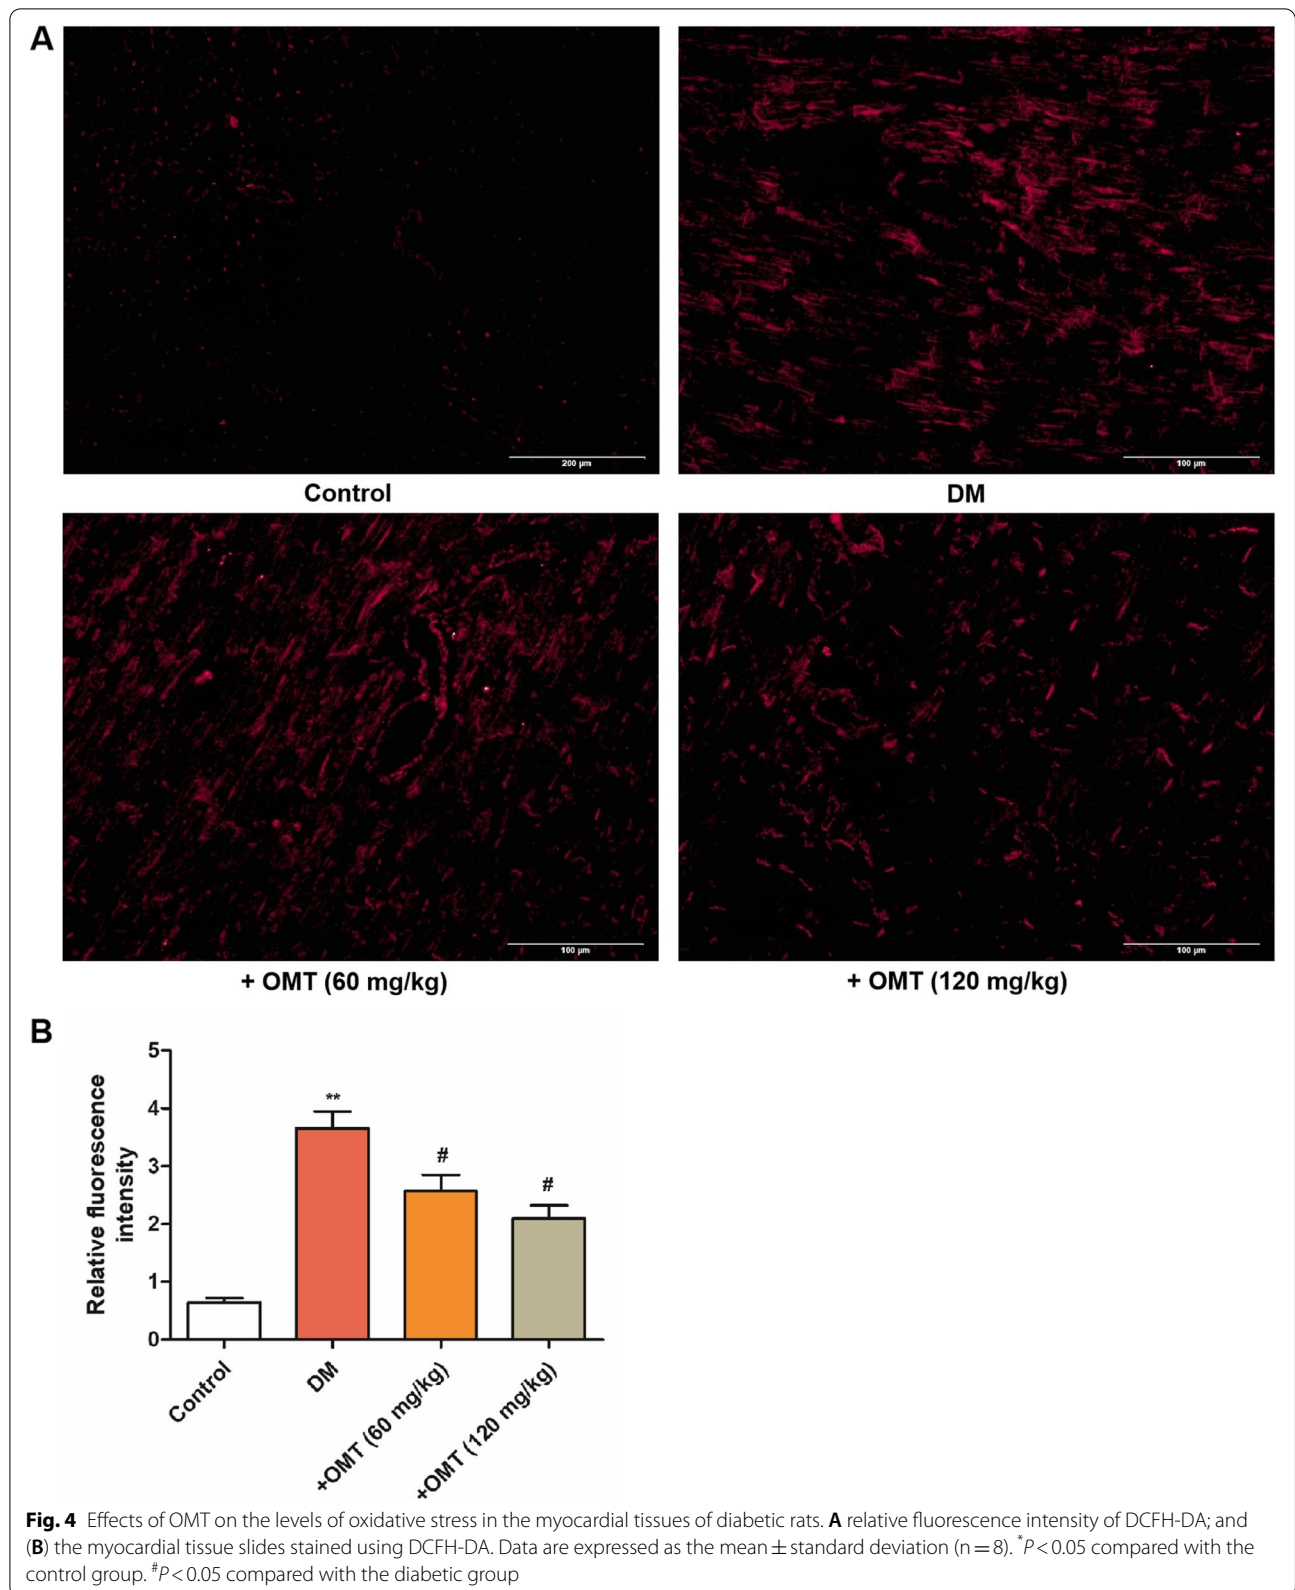 A
200 µm
100 µm
Control
DM
100 µm
100 µm
+ OMT (60 mg/kg)
+ OMT (120 mg/kg)
B
Relative fluorescence
intensity
5
4
3
2
1
0
**
#
#
Control
DM
+OMT (60 mg/kg)
+OMT (120 mg/kg)
Fig. 4 Effects of OMT on the levels of oxidative stress in the myocardial tissues of diabetic rats. A relative fluorescence intensity of DCFH-DA; and
(B) the myocardial tissue slides stained using DCFH-DA. Data are expressed as the mean ± standard deviation (n = 8). *P < 0.05 compared with the
control group. #P < 0.05 compared with the diabetic group